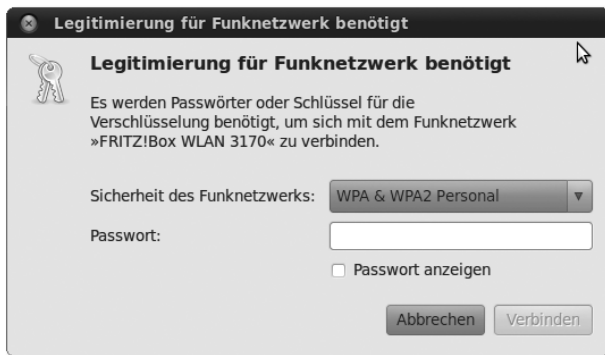 Legitimierung für Funknetzwerk benötigt
Legitimierung für Funknetzwerk benötigt
Es werden Passwörter oder Schlüssel für die
Verschlüsselung benötigt, um sich mit dem Funknetzwerk
»FRITZ!Box WLAN 3170« zu verbinden.
Sicherheit des Funknetzwerks: WPA & WPA2 Personal
Passwort:
Passwort anzeigen
Abbrechen Verbinden